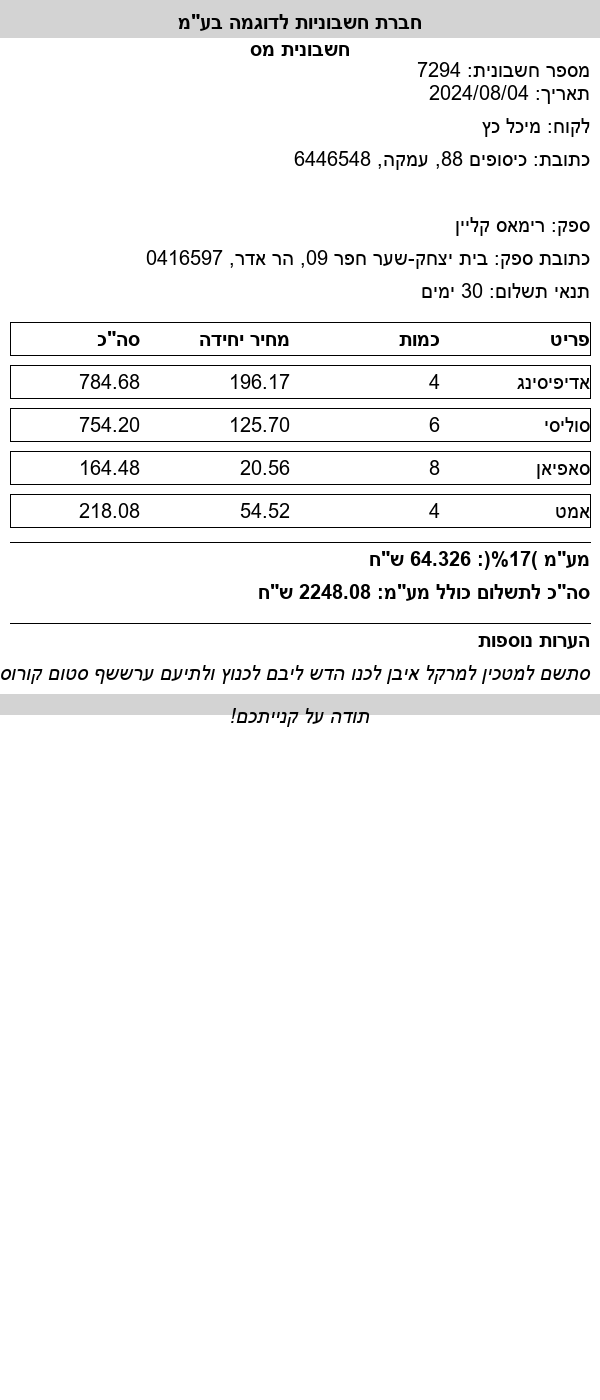 חברת חשבוניות לדוגמה בע"מ
חשבונית מס
מספר חשבונית: 7294
תאריך: 2024/08/04
לקוח: מיכל כץ
כתובת: כיסופים 88, עמקה, 6446548
ספק: רימאס קליין
כתובת ספק: בית יצחק-שער חפר 09, הר אדר, 0416597
תנאי תשלום: 30 ימים
פריט כמות מחיר יחידה סה"כ
אדיפיסינג 4 196.17 784.68
סוליסי 6 125.70 754.20
סאפיאן 8 20.56 164.48
אמט 4 54.52 218.08
מע"מ )17%(: 64.326 ש"ח
סה"כ לתשלום כולל מע"מ: 2248.08 ש"ח
הערות נוספות
סתשם למטכין למרקל איבן לכנו הדש ליבם לכנוץ ולתיעם ערששף סטום קורוס
תודה על קנייתכם!